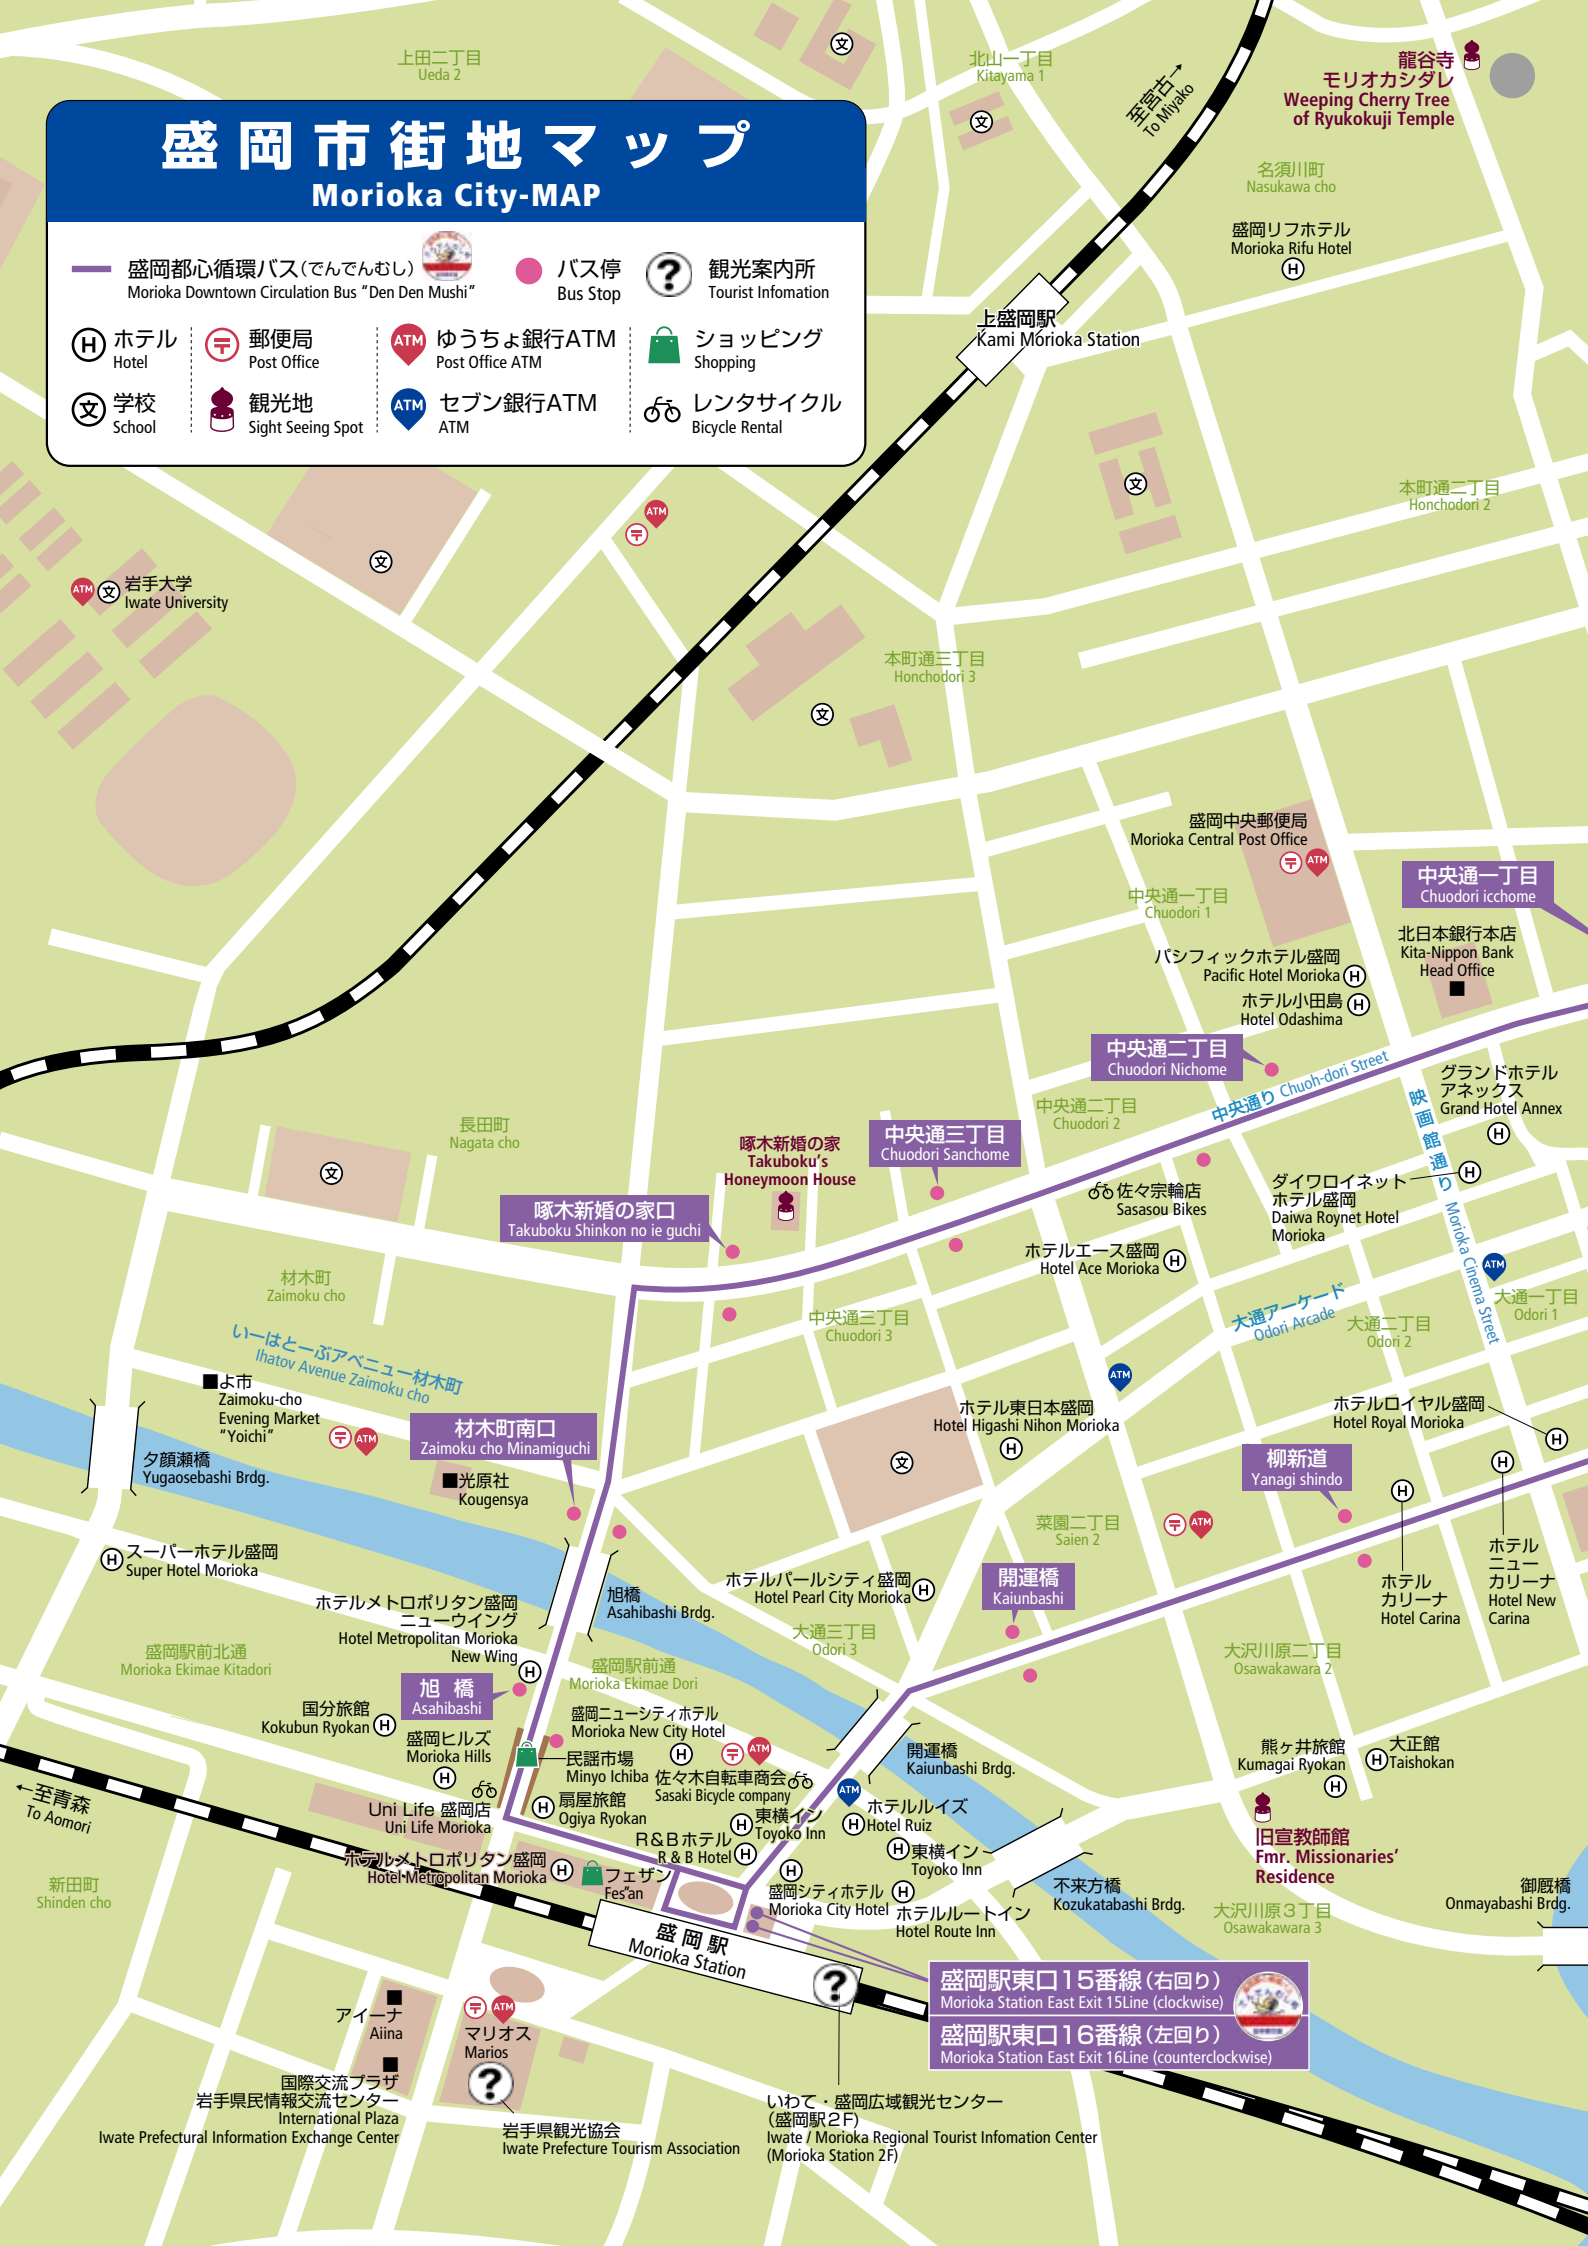 盛岡市街地マップ
Morioka City-MAP
盛岡都心循環バス(でんでんむし)
Morioka Downtown Circulation Bus “Den Den Mushi”
バス停
Bus Stop
?
観光案内所
Tourist Infomation
H ホテル
Hotel
郵便局
Post Office
ATM ゆうちょ銀行ATM
Post Office ATM
ショッピング
Shopping
文 学校
School
観光地
Sight Seeing Spot
ATM セブン銀行ATM
ATM
レンタサイクル
Bicycle Rental
上田二丁目
Ueda 2
文
北山一丁目
Kitayama 1
文
至宮古→
To Miyako
龍谷寺
モリオカシダレ
Weeping Cherry Tree
of Ryukokuji Temple
名須川町
Nasukawa cho
盛岡リフホテル
Morioka Rifu Hotel
H
上盛岡駅
Kami Morioka Station
文
本町通二丁目
Honchodori 2
ATM
文
ATM 文 岩手大学
Iwate University
本町通三丁目
Honchodori 3
文
盛岡中央郵便局
Morioka Central Post Office
ATM
中央通一丁目
Chuodori icchome
中央通一丁目
Chuodori 1
北日本銀行本店
Kita-Nippon Bank
Head Office
パシフィックホテル盛岡
Pacific Hotel Morioka H
ホテル小田島 H
Hotel Odashima
中央通二丁目
Chuodori Nichome
中央通り Chuoh-dori Street
グランドホテル
アネックス
Grand Hotel Annex
H
映画館通り Morioka Cinema Street
中央通二丁目
Chuodori 2
長田町
Nagata cho
文
啄木新婚の家
Takuboku’s
Honeymoon House
中央通三丁目
Chuodori Sanchome
啄木新婚の家口
Takuboku Shinkon no ie guchi
佐々宗輪店
Sasasou Bikes
ダイワロイネット
ホテル盛岡
Daiwa Roynet Hotel
Morioka
H
ホテルエース盛岡
Hotel Ace Morioka H
ATM
大通一丁目
Odori 1
材木町
Zaimoku cho
中央通三丁目
Chuodori 3
大通アーケード
Odori Arcade
大通二丁目
Odori 2
いーはとーぶアベニュー材木町
Ihatov Avenue Zaimoku cho
ATM
■よ市
Zaimoku-cho
Evening Market
“Yoichi”
ATM
材木町南口
Zaimoku cho Minamiguchi
ホテル東日本盛岡
Hotel Higashi Nihon Morioka
H
文
ホテルロイヤル盛岡
Hotel Royal Morioka
H
夕顔瀬橋
Yugaosebashi Brdg.
■光原社
Kougensya
柳新道
Yanagi shindo
H
H
菜園二丁目
Saien 2
ATM
H スーパーホテル盛岡
Super Hotel Morioka
ホテル
ニュー
カリーナ
Hotel New
Carina
ホテル
カリーナ
Hotel Carina
開運橋
Kaiunbashi
ホテルパールシティ盛岡
Hotel Pearl City Morioka H
旭橋
Asahibashi Brdg.
ホテルメトロポリタン盛岡
ニューウイング
Hotel Metropolitan Morioka
New Wing
H
大通三丁目
Odori 3
盛岡駅前北通
Morioka Ekimae Kitadori
盛岡駅前通
Morioka Ekimae Dori
大沢川原二丁目
Osawakawara 2
旭 橋
Asahibashi
国分旅館
Kokubun Ryokan H
盛岡ニューシティホテル
Morioka New City Hotel
H
ATM
盛岡ヒルズ
Morioka Hills
H
民謡市場
Minyo Ichiba
佐々木自転車商会
Sasaki Bicycle company
開運橋
Kaiunbashi Brdg.
熊ヶ井旅館
Kumagai Ryokan
H
H 大正館
Taishokan
←至青森
To Aomori
Uni Life 盛岡店
Uni Life Morioka
H 扇屋旅館
Ogiya Ryokan
ATM
H 東横イン
Toyoko Inn
ホテルルイズ
H Hotel Ruiz
R&Bホテル
R & B Hotel H
H 東横イン
Toyoko Inn
旧宣教師館
Fmr. Missionaries’
Residence
ホテルメトロポリタン盛岡
Hotel Metropolitan Morioka H
フェザン
Fes”an
H
盛岡シティホテル
Morioka City Hotel
H
ホテルルートイン
Hotel Route Inn
不来方橋
Kozukatabashi Brdg.
大沢川原3丁目
Osawakawara 3
御厩橋
Onmayabashi Brdg.
新田町
Shinden cho
盛岡駅
Morioka Station
?
盛岡駅東口15番線(右回り)
Morioka Station East Exit 15Line (clockwise)
盛岡駅東口16番線(左回り)
Morioka Station East Exit 16Line (counterclockwise)
アイーナ
Aiina
ATM
マリオス
Marios
?
国際交流プラザ
岩手県民情報交流センター
International Plaza
Iwate Prefectural Information Exchange Center
岩手県観光協会
Iwate Prefecture Tourism Association
いわて・盛岡広域観光センター
(盛岡駅2F)
Iwate / Morioka Regional Tourist Infomation Center
(Morioka Station 2F)